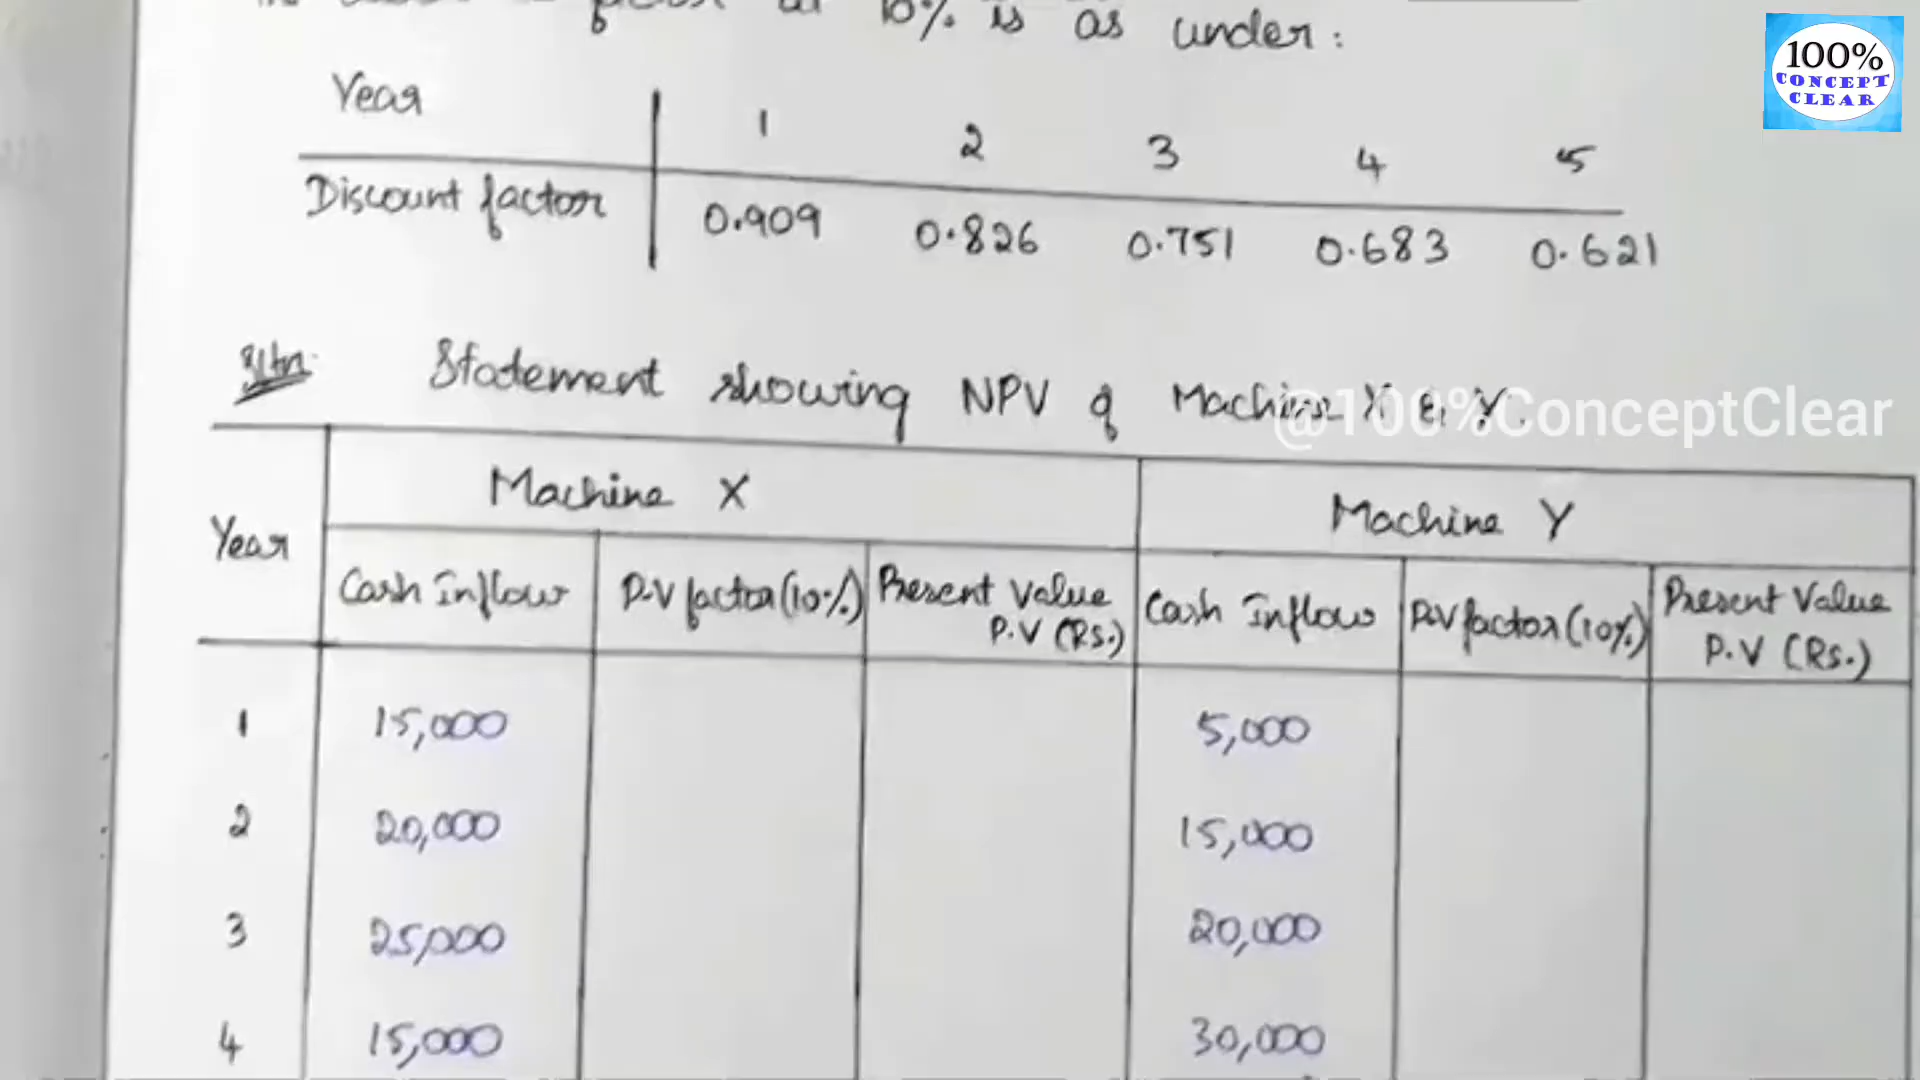 10% is as under:
100%
CONCEPT
CLEAR
Year 1 2 3 4 5
Discount factor 0.909 0.826 0.751 0.683 0.621
Sltn. Statement showing NPV of Machine X & Y.
@100%ConceptClear
Machine X Machine Y
Year
Cash Inflow P.V factor (10%) Present Value P.V (Rs.) Cash Inflow P.V factor (10%) Present Value P.V (Rs.)
1 15,000 5,000
2 20,000 15,000
3 25,000 20,000
4 15,000 30,000